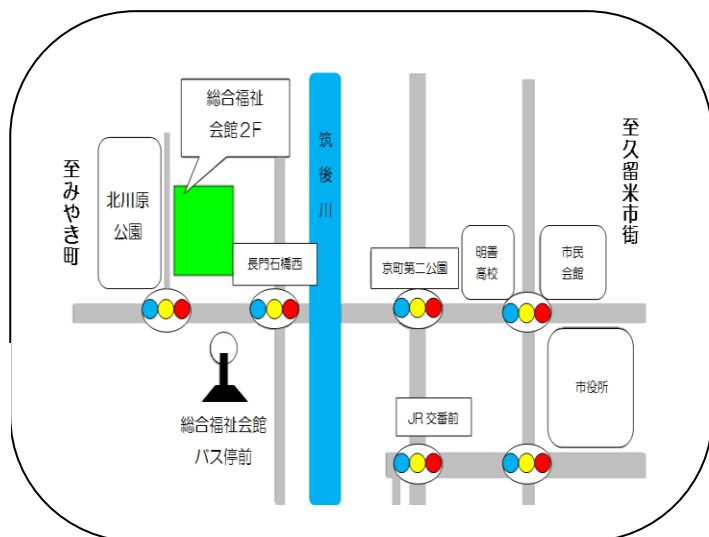 総合福祉
会館2F
至みやき町
北川原
公園
筑後川
至久留米市街
長門石橋西
京町第二公園
明善
高校
市民
会館
市役所
総合福祉会館
バス停前
JR交番前